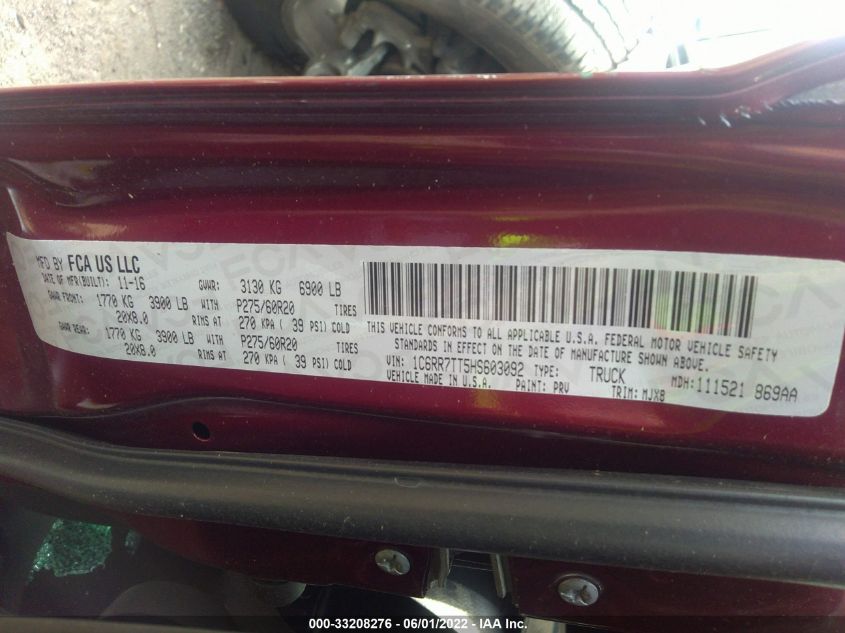 MFD BY FCA US LLC
DATE OF MFR(BUILT): 11-16 GVWR: 3130 KG 6900 LB
GAWR FRONT: 1770 KG 3900 LB WITH P275/60R20 TIRES
20X8.0 RIMS AT 270 KPA ( 39 PSI) COLD
GAWR REAR: 1770 KG 3900 LB WITH P275/60R20 TIRES
20X8.0 RIMS AT 270 KPA ( 39 PSI) COLD
THIS VEHICLE CONFORMS TO ALL APPLICABLE U.S.A. FEDERAL MOTOR VEHICLE SAFETY
STANDARDS IN EFFECT ON THE DATE OF MANUFACTURE SHOWN ABOVE.
VIN: 1C6RR7TT5HS603092 TYPE: TRUCK MDH: 111521 869AA
VEHICLE MADE IN U.S.A. PAINT: PRV TRIM: MJX8
000-33208276 - 06/01/2022 - IAA Inc.